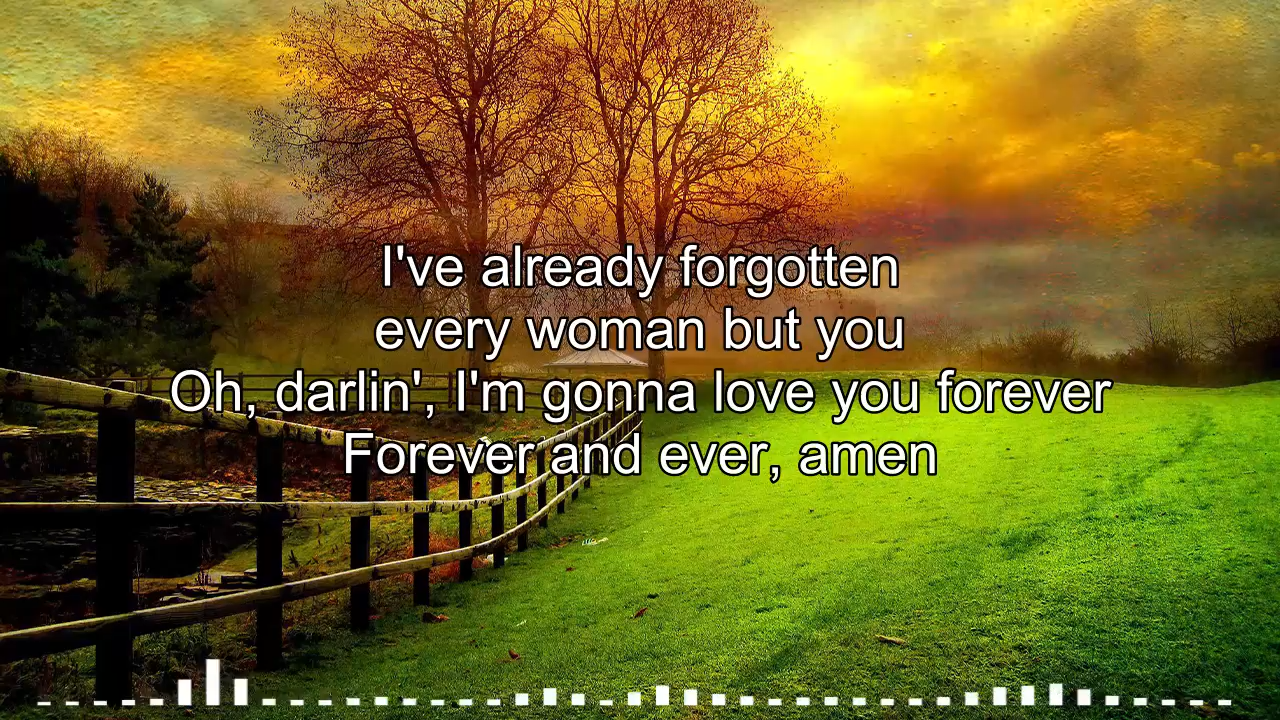 I've already forgotten
every woman but you
Oh, darlin', I'm gonna love you forever
Forever and ever, amen